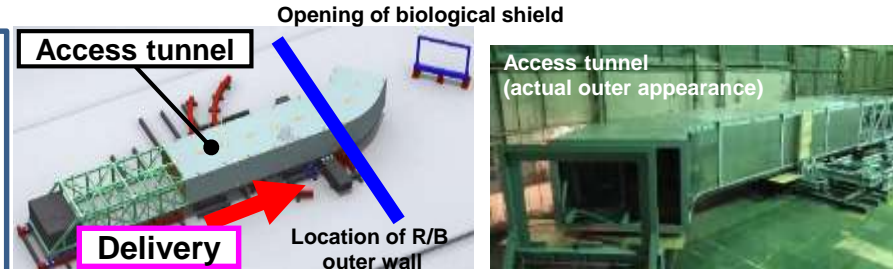 Opening of biological shield
Access tunnel
Delivery
Location of R/B
outer wall
Access tunnel
(actual outer appearance)